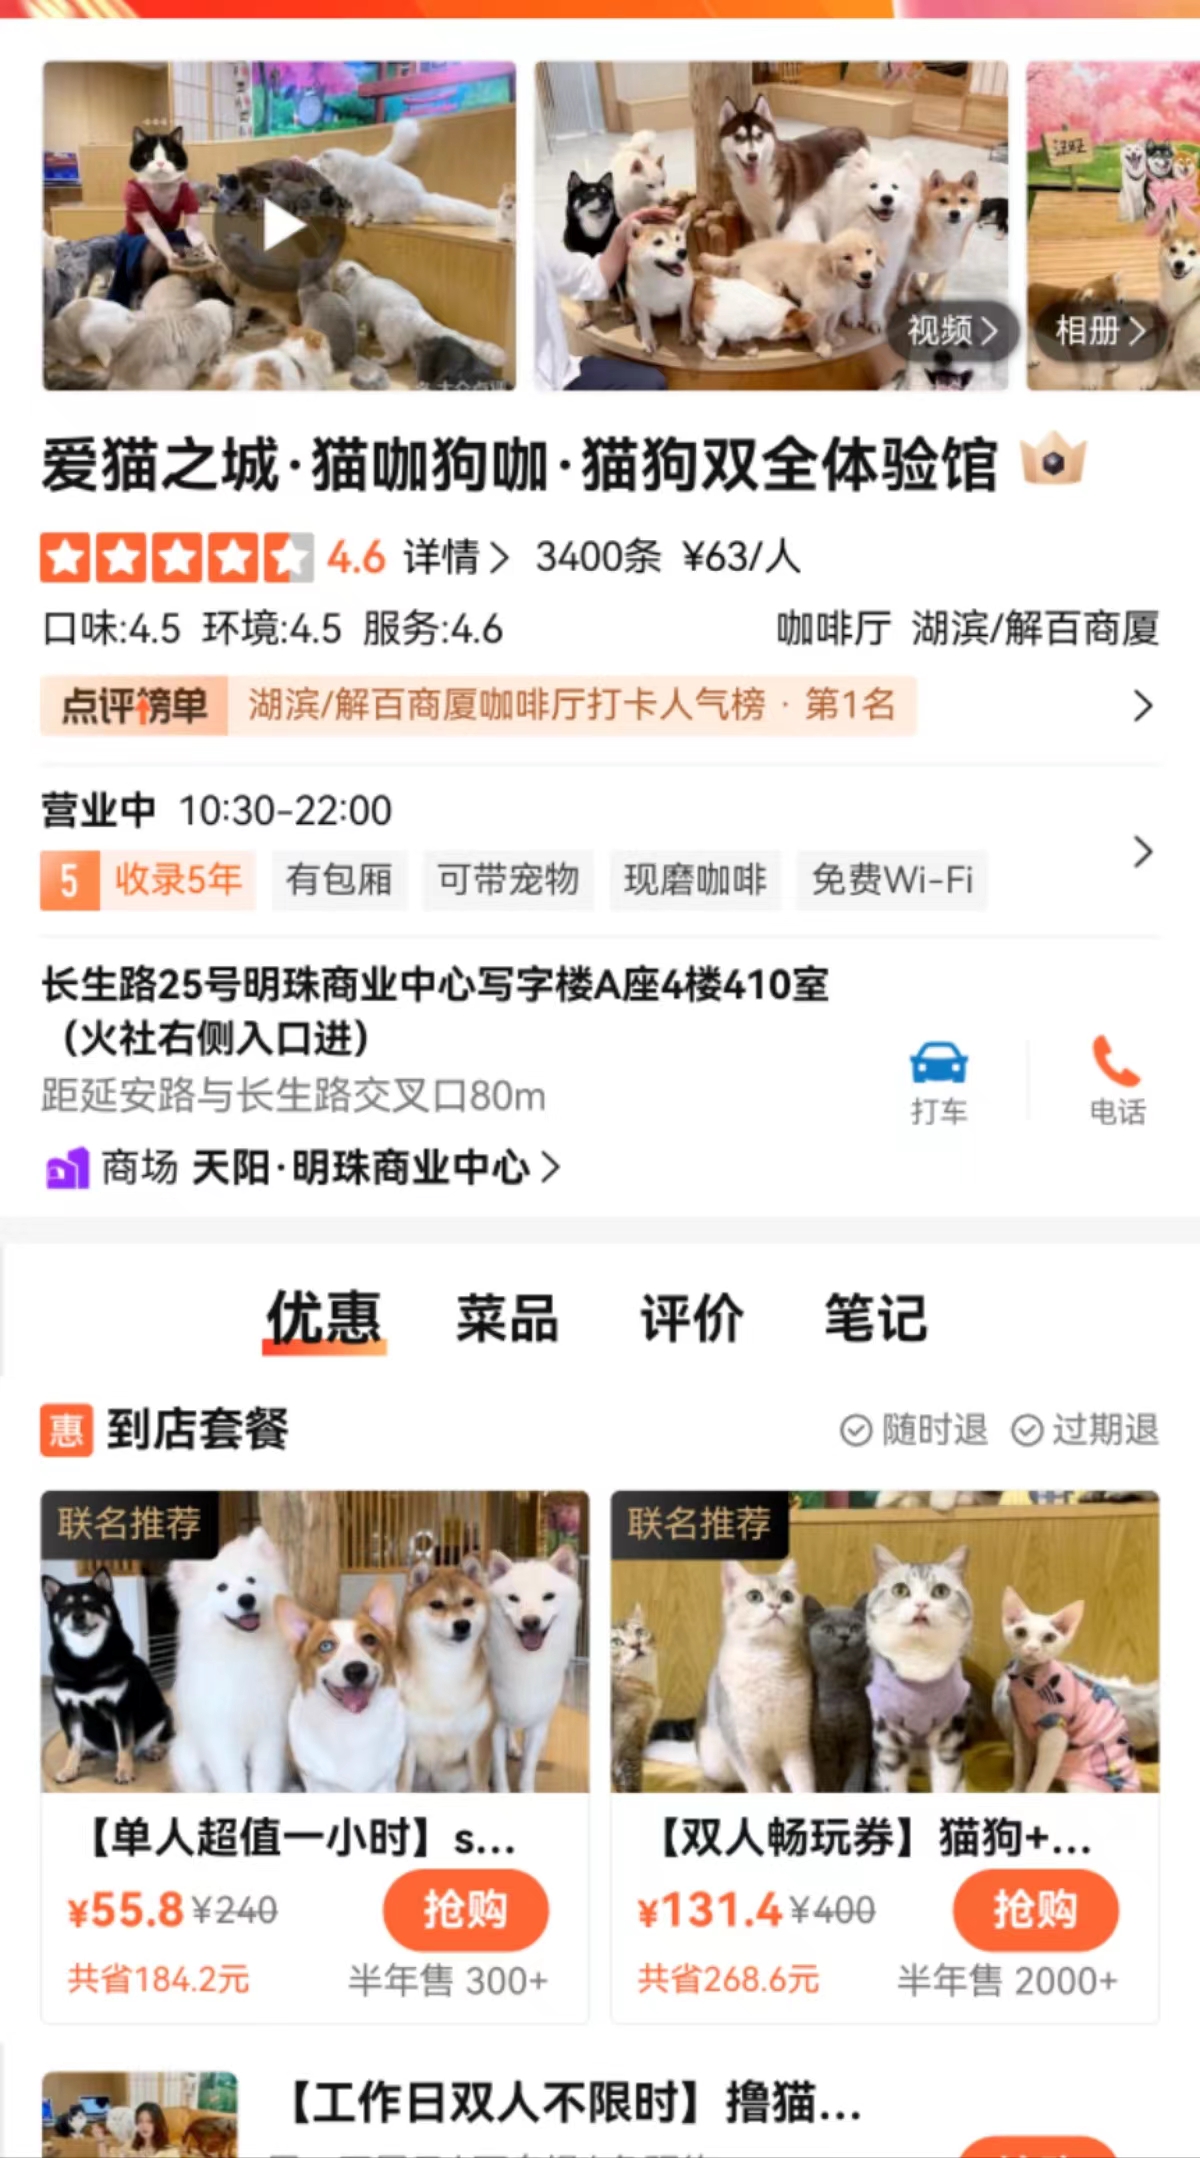 视频
相册
爱猫之城·猫咖狗咖·猫狗双全体验馆
4.6 详情 3400条 ¥63/人
口味:4.5 环境:4.5 服务:4.6 咖啡厅 湖滨/解百商厦
点评榜单 湖滨/解百商厦咖啡厅打卡人气榜 · 第1名
营业中 10:30-22:00
5 收录5年 有包厢 可带宠物 现磨咖啡 免费Wi-Fi
长生路25号明珠商业中心写字楼A座4楼410室
（火社右侧入口进）
距延安路与长生路交叉口80m
打车 电话
商场 天阳·明珠商业中心
优惠 菜品 评价 笔记
惠 到店套餐 随时退 过期退
联名推荐
【单人超值一小时】s...
¥55.8 ¥240 抢购
共省184.2元 半年售 300+
联名推荐
【双人畅玩券】猫狗+...
¥131.4 ¥400 抢购
共省268.6元 半年售 2000+
【工作日双人不限时】撸猫...